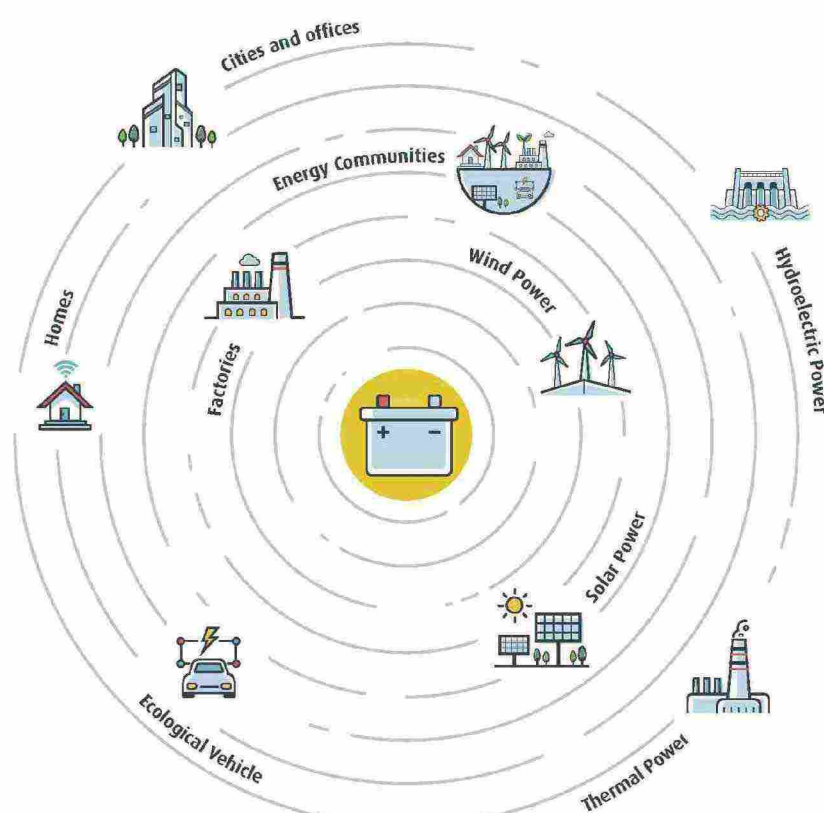 Cities and offices
Energy Communities
Hydroelectric Power
Wind Power
Homes
Factories
+ −
Solar Power
Ecological Vehicle
Thermal Power